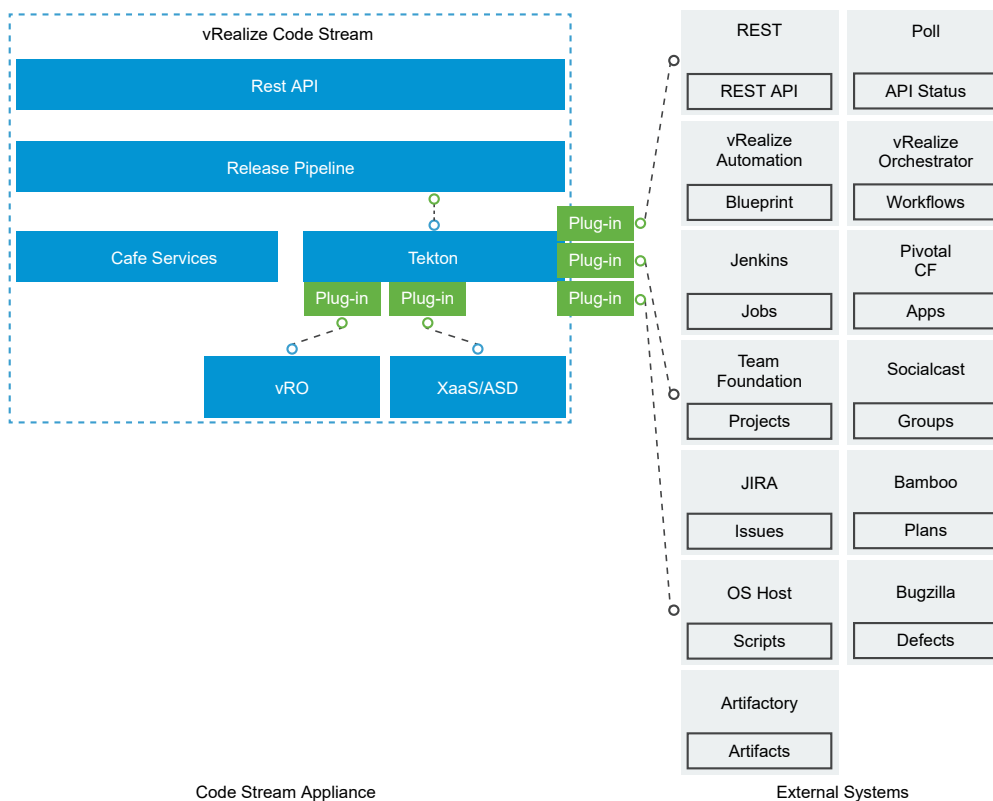 vRealize Code Stream
Rest API
Release Pipeline
Cafe Services
Tekton
Plug-in
Plug-in
Plug-in
Plug-in
Plug-in
vRO
XaaS/ASD
REST
REST API
Poll
API Status
vRealize
Automation
Blueprint
vRealize
Orchestrator
Workflows
Jenkins
Jobs
Pivotal
CF
Apps
Team
Foundation
Projects
Socialcast
Groups
JIRA
Issues
Bamboo
Plans
OS Host
Scripts
Bugzilla
Defects
Artifactory
Artifacts
Code Stream Appliance
External Systems